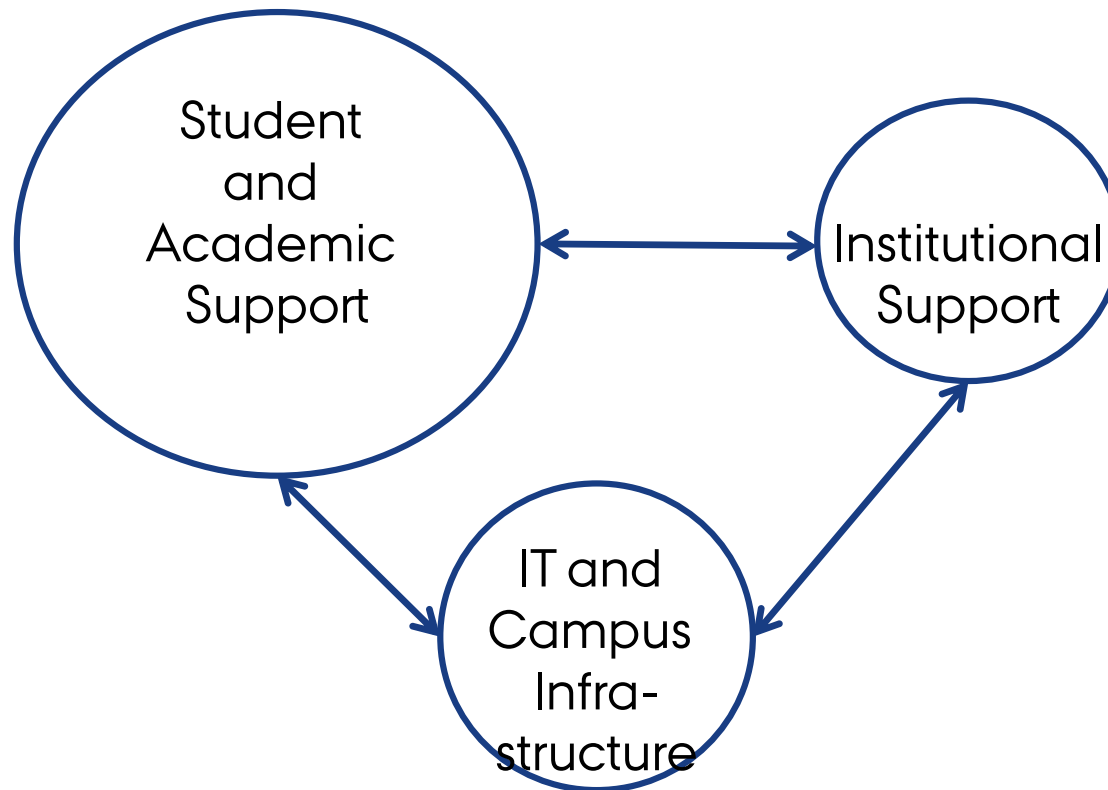 Student
and
Academic
Support
Institutional
Support
IT and
Campus
Infra-
structure